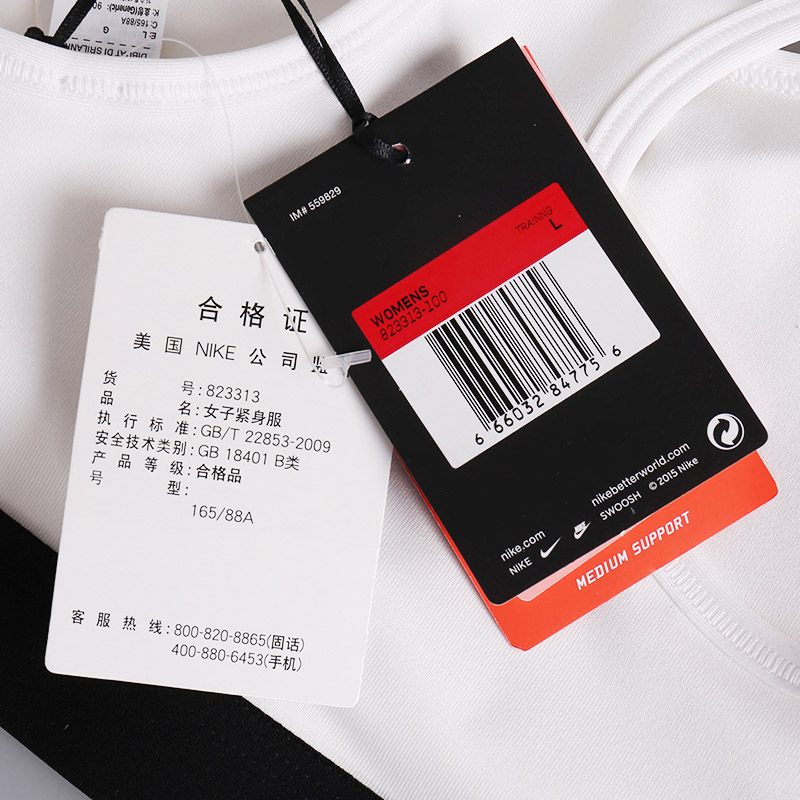 E: L
C: 165/88A
G
IM# 559829
TRAINING
L
WOMENS
823313-100
6 66032 84775 6
合格证
美国 NIKE 公司监
货号:823313
品名:女子紧身服
执行标准:GB/T 22853-2009
安全技术类别:GB 18401 B类
产品等级:合格品
号型:
165/88A
客服热线:800-820-8865(固话)
400-880-6453(手机)
nike.com
nikebetterworld.com
NIKE
SWOOSH © 2015 Nike
MEDIUM SUPPORT